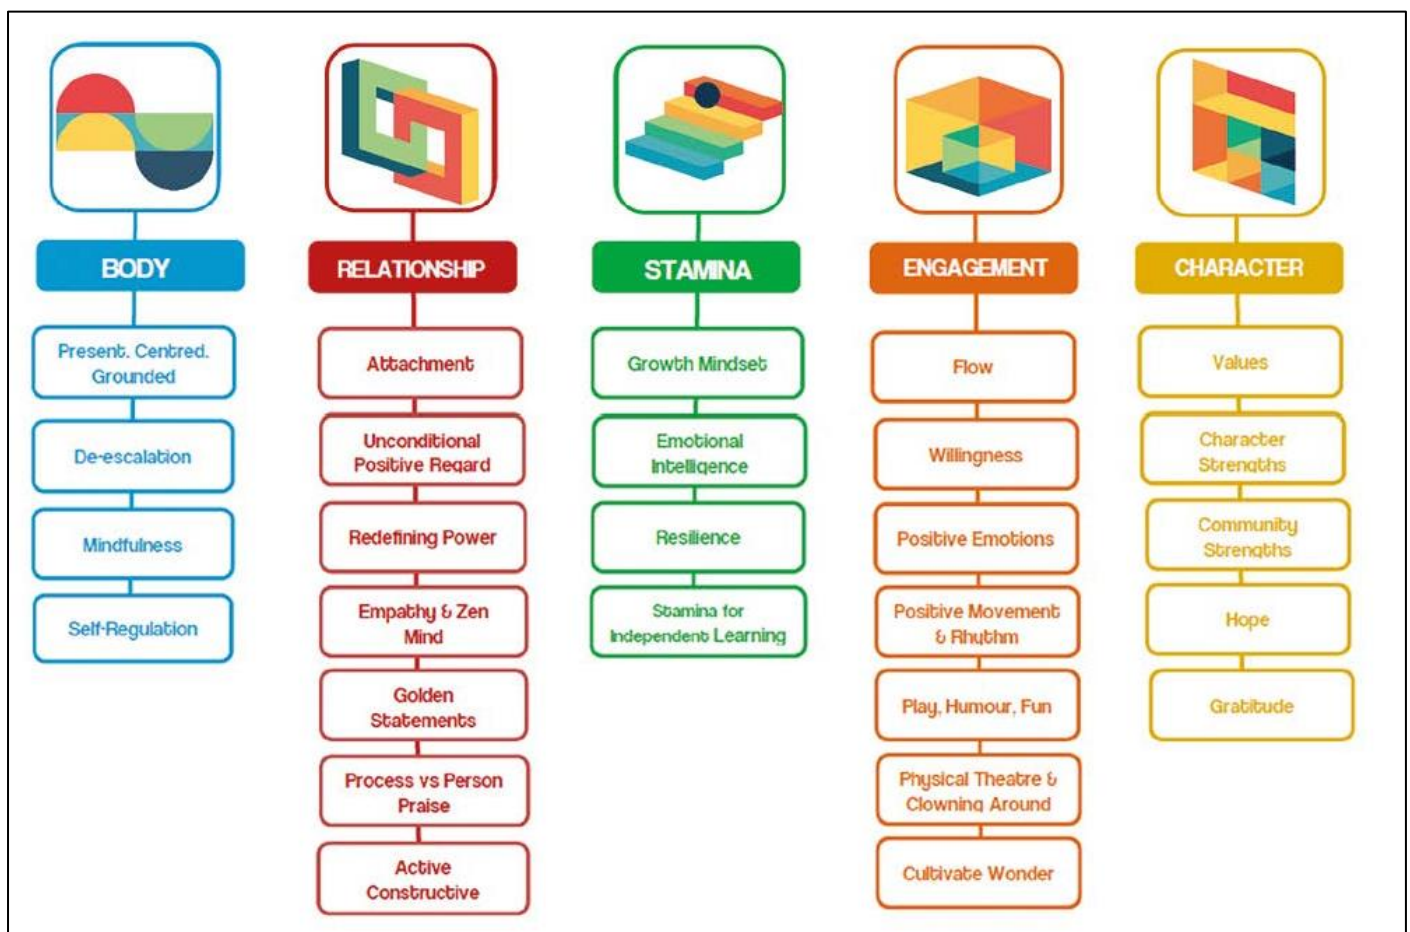 BODY
Present. Centred.
Grounded
De-escalation
Mindfulness
Self-Regulation
RELATIONSHIP
Attachment
Unconditional
Positive Regard
Redefining Power
Empathy & Zen
Mind
Golden
Statements
Process vs Person
Praise
Active
Constructive
STAMINA
Growth Mindset
Emotional
Intelligence
Resilience
Stamina for
Independent Learning
ENGAGEMENT
Flow
Willingness
Positive Emotions
Positive Movement
& Rhythm
Play, Humour, Fun
Physical Theatre &
Clowning Around
Cultivate Wonder
CHARACTER
Values
Character
Strengths
Community
Strengths
Hope
Gratitude